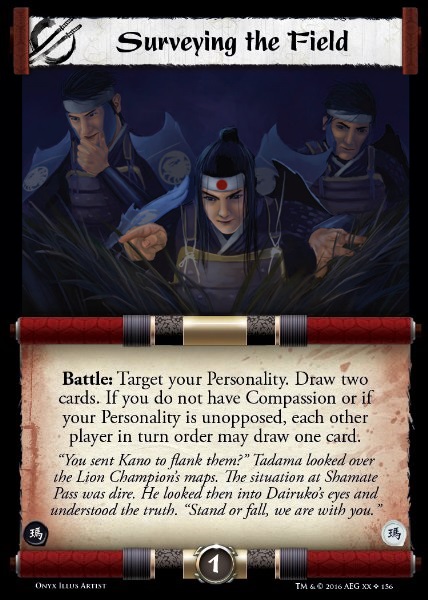 Surveying the Field
Battle: Target your Personality. Draw two
cards. If you do not have Compassion or if
your Personality is unopposed, each other
player in turn order may draw one card.
“You sent Kano to flank them?” Tadama looked over
the Lion Champion’s maps. The situation at Shamate
Pass was dire. He looked then into Dairuko’s eyes and
understood the truth. “Stand or fall, we are with you.”
瑪 瑪
1
Onyx Illus Artist TM & © 2016 AEG XX ❖ 156